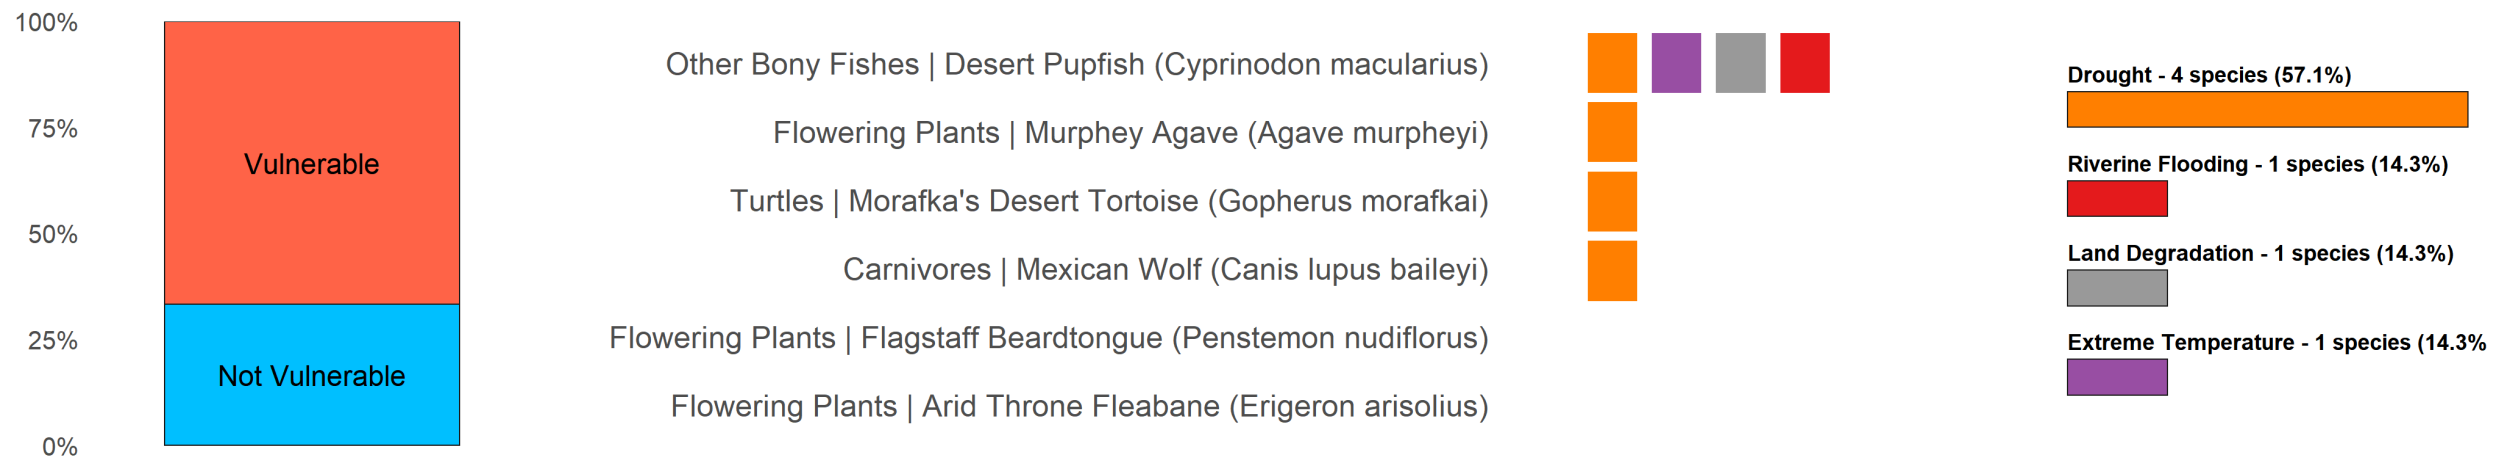 100%
75%
50%
25%
0%
Vulnerable
Not Vulnerable
Other Bony Fishes | Desert Pupfish (Cyprinodon macularius)
Flowering Plants | Murphey Agave (Agave murpheyi)
Turtles | Morafka's Desert Tortoise (Gopherus morafkai)
Carnivores | Mexican Wolf (Canis lupus baileyi)
Flowering Plants | Flagstaff Beardtongue (Penstemon nudiflorus)
Flowering Plants | Arid Throne Fleabane (Erigeron arisolius)
Drought - 4 species (57.1%)
Riverine Flooding - 1 species (14.3%)
Land Degradation - 1 species (14.3%)
Extreme Temperature - 1 species (14.3%